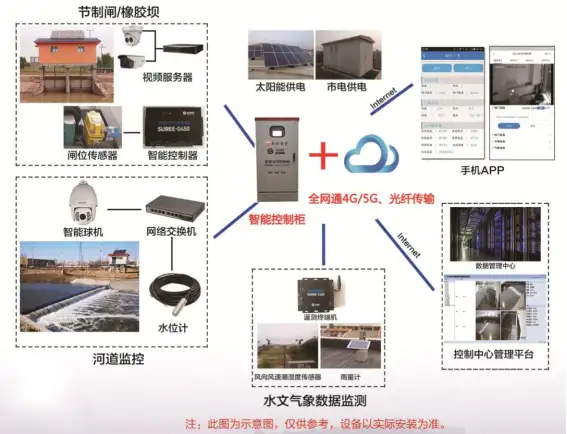 节制闸/橡胶坝
视频服务器
闸位传感器
智能控制器
SUREE-S450
太阳能供电
市电供电
Internet
手机APP
智能控制柜
全网通4G/5G、光纤传输
智能球机
网络交换机
水位计
河道监控
Internet
数据管理中心
控制中心管理平台
遥测终端机
风向风速潮湿度传感器
雨量计
水文气象数据监测
注：此图为示意图，仅供参考，设备以实际安装为准。